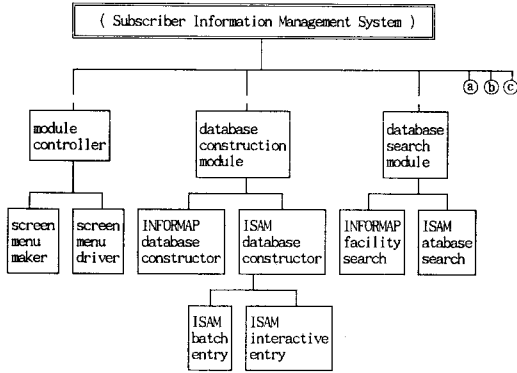 ( Subscriber Information Management System )
ⓐ ⓑ ⓒ
module
controller
database
construction
module
database
search
module
screen
menu
maker
screen
menu
driver
INFORMAP
database
constructor
ISAM
database
constructor
INFORMAP
facility
search
ISAM
atabase
search
ISAM
batch
entry
ISAM
interactive
entry